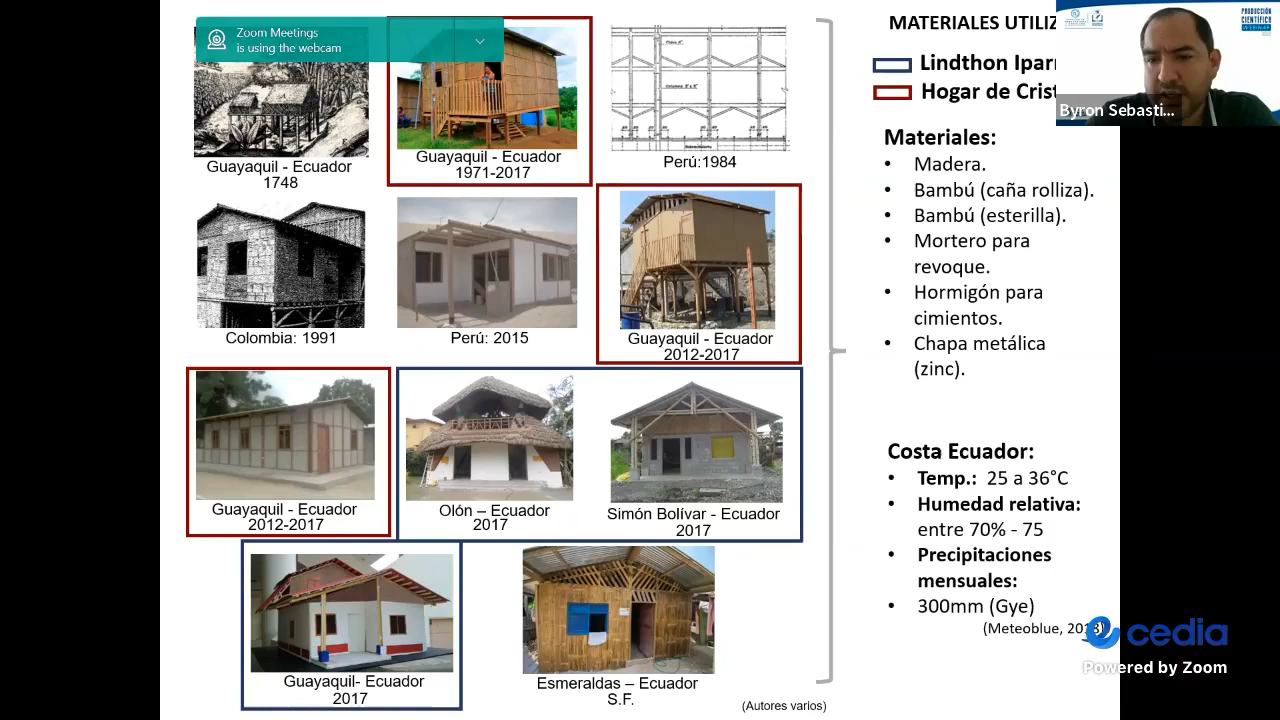 Zoom Meetings
is using the webcam
Guayaquil - Ecuador
1748
Guayaquil - Ecuador
1971-2017
Perú:1984
Colombia: 1991
Perú: 2015
Guayaquil - Ecuador
2012-2017
Guayaquil - Ecuador
2012-2017
Olón – Ecuador
2017
Simón Bolívar - Ecuador
2017
Guayaquil- Ecuador
2017
Esmeraldas – Ecuador
S.F.
(Autores varios)
MATERIALES UTILIZ
Lindthon Ipar
Hogar de Crist
Materiales:
• Madera.
• Bambú (caña rolliza).
• Bambú (esterilla).
• Mortero para
revoque.
• Hormigón para
cimientos.
• Chapa metálica
(zinc).
Costa Ecuador:
• Temp.: 25 a 36°C
• Humedad relativa:
entre 70% - 75
• Precipitaciones
mensuales:
• 300mm (Gye)
(Meteoblue,
PRODUCCIÓN
CIENTÍFICA
WEBINAR
Byron Sebasti...
cedia
Powered by Zoom